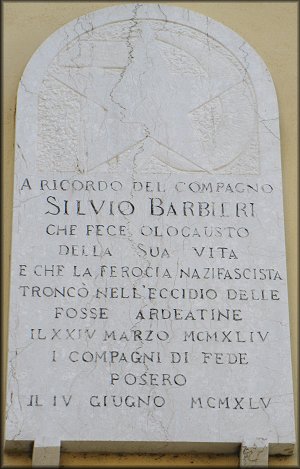 A RICORDO DEL COMPAGNO
SILVIO BARBIERI
CHE FECE OLOCAUSTO
DELLA SUA VITA
E CHE LA FEROCIA NAZIFASCISTA
TRONCÒ NELL'ECCIDIO DELLE
FOSSE ARDEATINE
IL XXIV MARZO MCMXLIV
I COMPAGNI DI FEDE
POSERO
IL IV GIUGNO MCMXLV